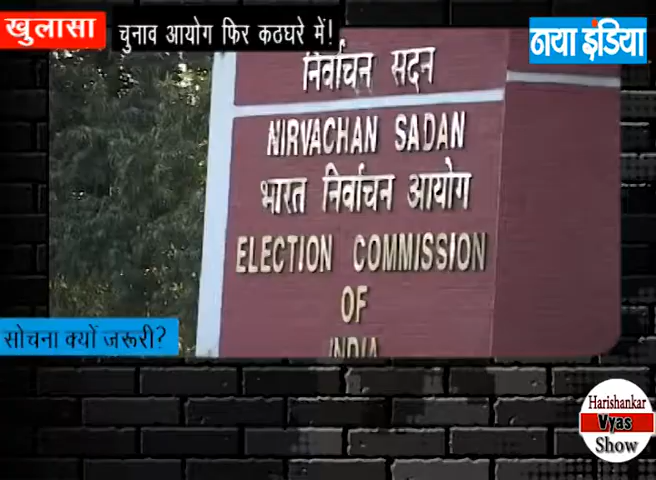 खुलासा
चुनाव आयोग फिर कठघरे में!
नया इंडिया
निर्वाचन सदन
NIRVACHAN SADAN
भारत निर्वाचन आयोग
ELECTION COMMISSION
OF
INDIA
सोचना क्यों जरूरी?
Harishankar
Vyas
Show